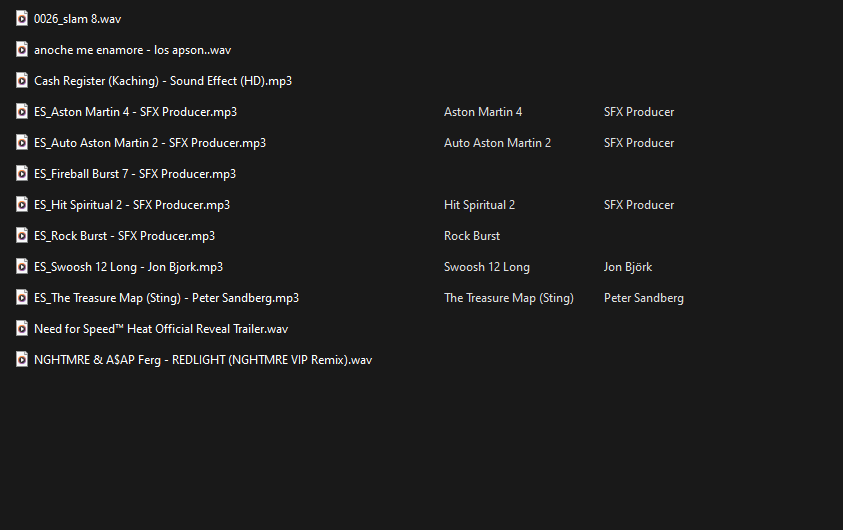 0026_slam 8.wav
anoche me enamore - los apson..wav
Cash Register (Kaching) - Sound Effect (HD).mp3
ES_Aston Martin 4 - SFX Producer.mp3 Aston Martin 4 SFX Producer
ES_Auto Aston Martin 2 - SFX Producer.mp3 Auto Aston Martin 2 SFX Producer
ES_Fireball Burst 7 - SFX Producer.mp3
ES_Hit Spiritual 2 - SFX Producer.mp3 Hit Spiritual 2 SFX Producer
ES_Rock Burst - SFX Producer.mp3 Rock Burst
ES_Swoosh 12 Long - Jon Bjork.mp3 Swoosh 12 Long Jon Björk
ES_The Treasure Map (Sting) - Peter Sandberg.mp3 The Treasure Map (Sting) Peter Sandberg
Need for Speed™ Heat Official Reveal Trailer.wav
NGHTMRE & A$AP Ferg - REDLIGHT (NGHTMRE VIP Remix).wav